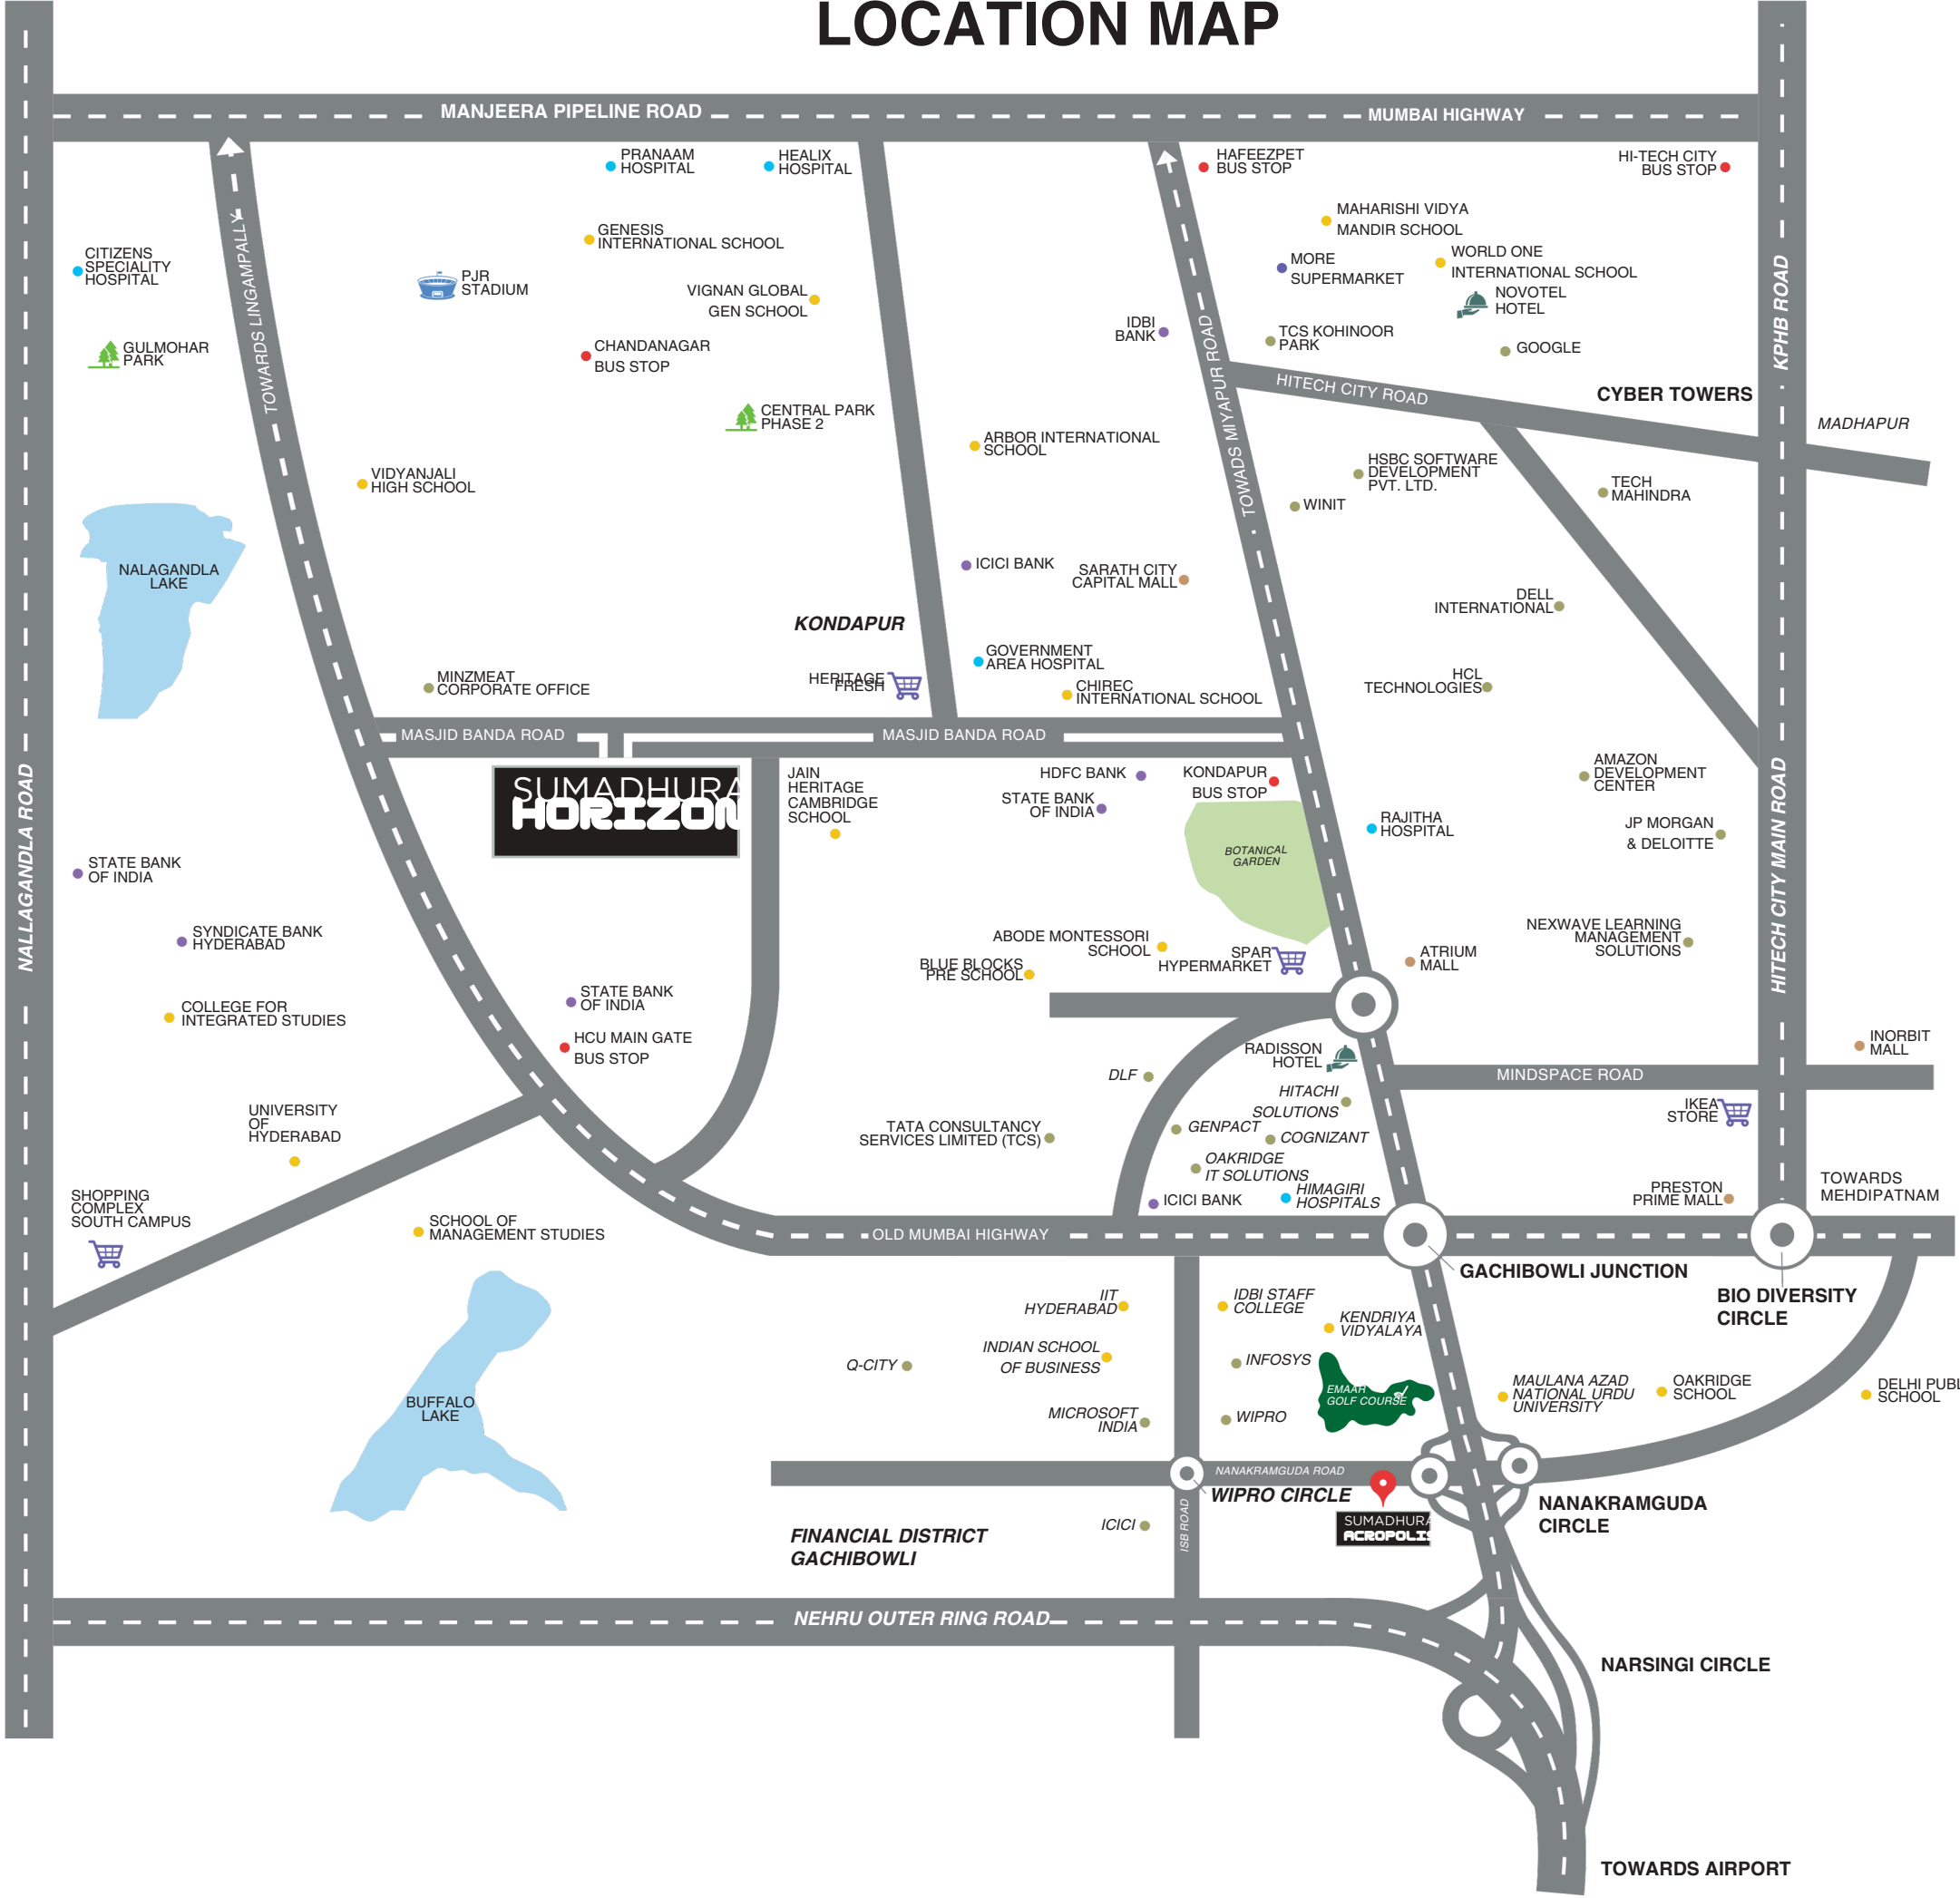 LOCATION MAP
MANJEERA PIPELINE ROAD
MUMBAI HIGHWAY
PRANAAM
HOSPITAL
HEALIX
HOSPITAL
HAFEEZPET
BUS STOP
HI-TECH CITY
BUS STOP
CITIZENS
SPECIALITY
HOSPITAL
TOWARDS LINGAMPALLY
GENESIS
INTERNATIONAL SCHOOL
MAHARISHI VIDYA
MANDIR SCHOOL
MORE
SUPERMARKET
WORLD ONE
INTERNATIONAL SCHOOL
NOVOTEL
HOTEL
KPHB ROAD
PJR
STADIUM
VIGNAN GLOBAL
GEN SCHOOL
IDBI
BANK
TOWADS MIYAPUR ROAD
TCS KOHINOOR
PARK
GOOGLE
GULMOHAR
PARK
CHANDANAGAR
BUS STOP
HITECH CITY ROAD
CYBER TOWERS
MADHAPUR
CENTRAL PARK
PHASE 2
ARBOR INTERNATIONAL
SCHOOL
VIDYANJALI
HIGH SCHOOL
HSBC SOFTWARE
DEVELOPMENT
PVT. LTD.
WINIT
TECH
MAHINDRA
NALAGANDLA
LAKE
ICICI BANK
SARATH CITY
CAPITAL MALL
DELL
INTERNATIONAL
KONDAPUR
GOVERNMENT
AREA HOSPITAL
HERITAGE
FRESH
CHIREC
INTERNATIONAL SCHOOL
HCL
TECHNOLOGIES
MINZMEAT
CORPORATE OFFICE
MASJID BANDA ROAD
MASJID BANDA ROAD
NALLAGANDLA ROAD
SUMADHURA
HORIZON
JAIN
HERITAGE
CAMBRIDGE
SCHOOL
HDFC BANK
STATE BANK
OF INDIA
KONDAPUR
BUS STOP
AMAZON
DEVELOPMENT
CENTER
HITECH CITY MAIN ROAD
RAJITHA
HOSPITAL
JP MORGAN
& DELOITTE
BOTANICAL
GARDEN
STATE BANK
OF INDIA
SYNDICATE BANK
HYDERABAD
ABODE MONTESSORI
SCHOOL
BLUE BLOCKS
PRE SCHOOL
SPAR
HYPERMARKET
ATRIUM
MALL
NEXWAVE LEARNING
MANAGEMENT
SOLUTIONS
COLLEGE FOR
INTEGRATED STUDIES
STATE BANK
OF INDIA
HCU MAIN GATE
BUS STOP
RADISSON
HOTEL
INORBIT
MALL
DLF
MINDSPACE ROAD
HITACHI
SOLUTIONS
IKEA
STORE
UNIVERSITY
OF
HYDERABAD
TATA CONSULTANCY
SERVICES LIMITED (TCS)
GENPACT
COGNIZANT
OAKRIDGE
IT SOLUTIONS
ICICI BANK
HIMAGIRI
HOSPITALS
PRESTON
PRIME MALL
TOWARDS
MEHDIPATNAM
SHOPPING
COMPLEX
SOUTH CAMPUS
SCHOOL OF
MANAGEMENT STUDIES
OLD MUMBAI HIGHWAY
GACHIBOWLI JUNCTION
BIO DIVERSITY
CIRCLE
IIT
HYDERABAD
IDBI STAFF
COLLEGE
KENDRIYA
VIDYALAYA
INDIAN SCHOOL
OF BUSINESS
Q-CITY
INFOSYS
EMAAR
GOLF COURSE
MAULANA AZAD
NATIONAL URDU
UNIVERSITY
OAKRIDGE
SCHOOL
DELHI PUBL
SCHOOL
BUFFALO
LAKE
MICROSOFT
INDIA
WIPRO
NANAKRAMGUDA ROAD
WIPRO CIRCLE
NANAKRAMGUDA
CIRCLE
ICICI
ISB ROAD
SUMADHURA
ACROPOLIS
FINANCIAL DISTRICT
GACHIBOWLI
NEHRU OUTER RING ROAD
NARSINGI CIRCLE
TOWARDS AIRPORT